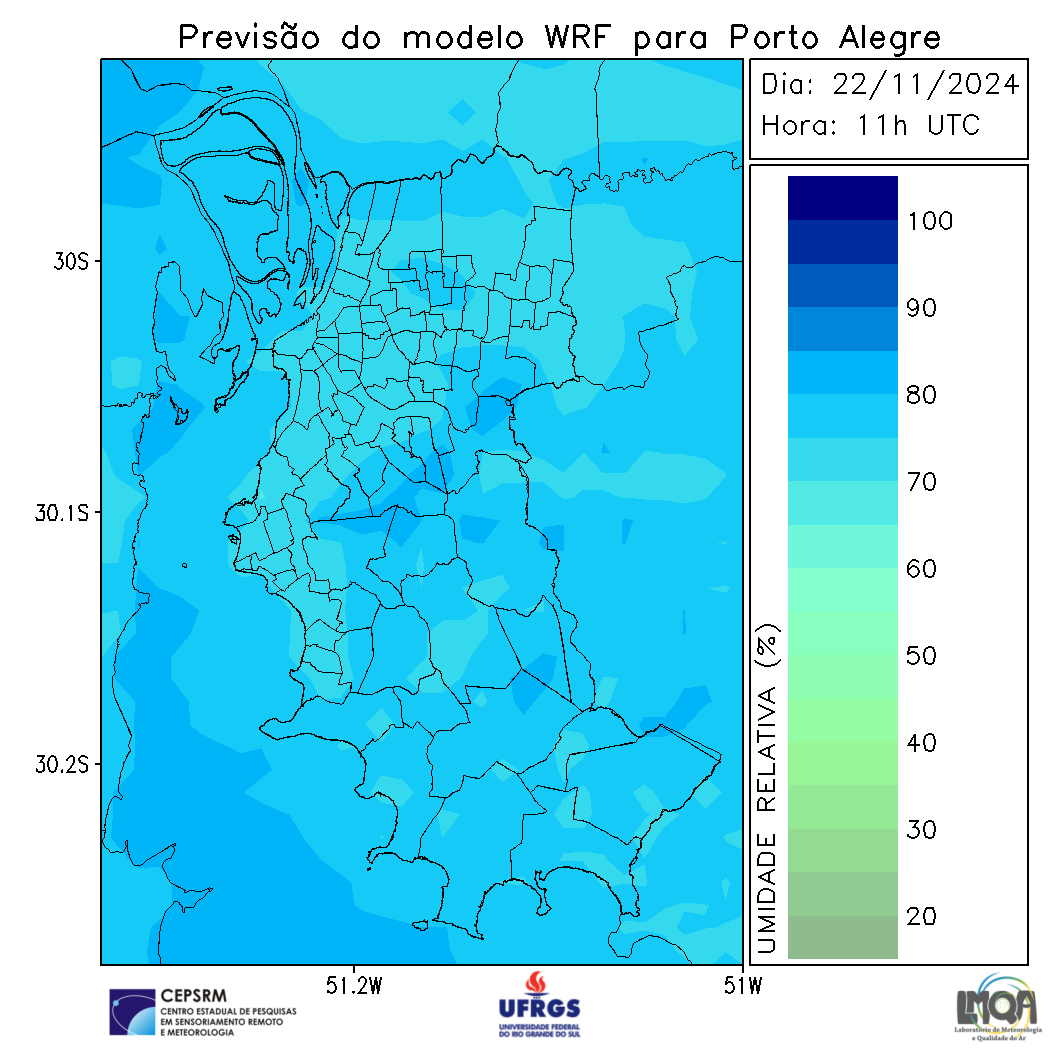 Previsão do modelo WRF para Porto Alegre
Dia: 22/11/2024
Hora: 11h UTC
30S
30.1S
30.2S
51.2W
51W
100
90
80
70
60
50
40
30
20
UMIDADE RELATIVA (%)
CEPSRM
CENTRO ESTADUAL DE PESQUISAS
EM SENSORIAMENTO REMOTO
E METEOROLOGIA
UFRGS
UNIVERSIDADE FEDERAL
DO RIO GRANDE DO SUL
LMQA
Laboratório de Meteorologia
e Qualidade do Ar